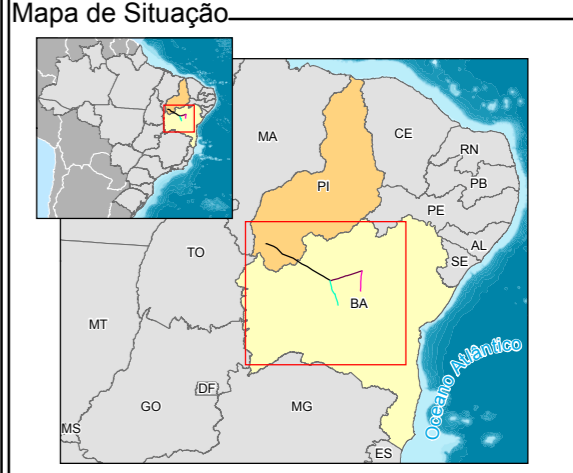 Mapa de Situação
MA
CE
RN
PB
PI
PE
AL
SE
TO
BA
MT
Oceano Atlântico
DF
GO
MG
MS
ES